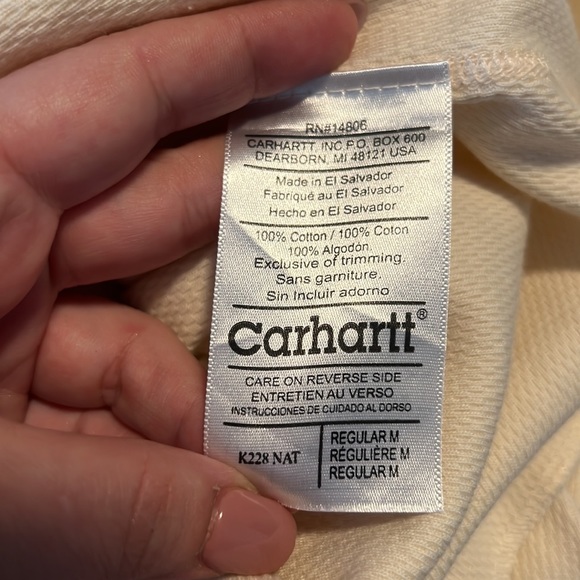 RN#14806
CARHARTT, INC P.O. BOX 600
DEARBORN, MI 48121 USA
Made in El Salvador
Fabriqué au El Salvador
Hecho en El Salvador
100% Cotton / 100% Coton
100% Algodón.
Exclusive of trimming.
Sans garniture.
Sin Incluir adorno
Carhartt®
CARE ON REVERSE SIDE
ENTRETIEN AU VERSO
INSTRUCCIONES DE CUIDADO AL DORSO
K228 NAT
REGULAR M
RÉGULIÈRE M
REGULAR M